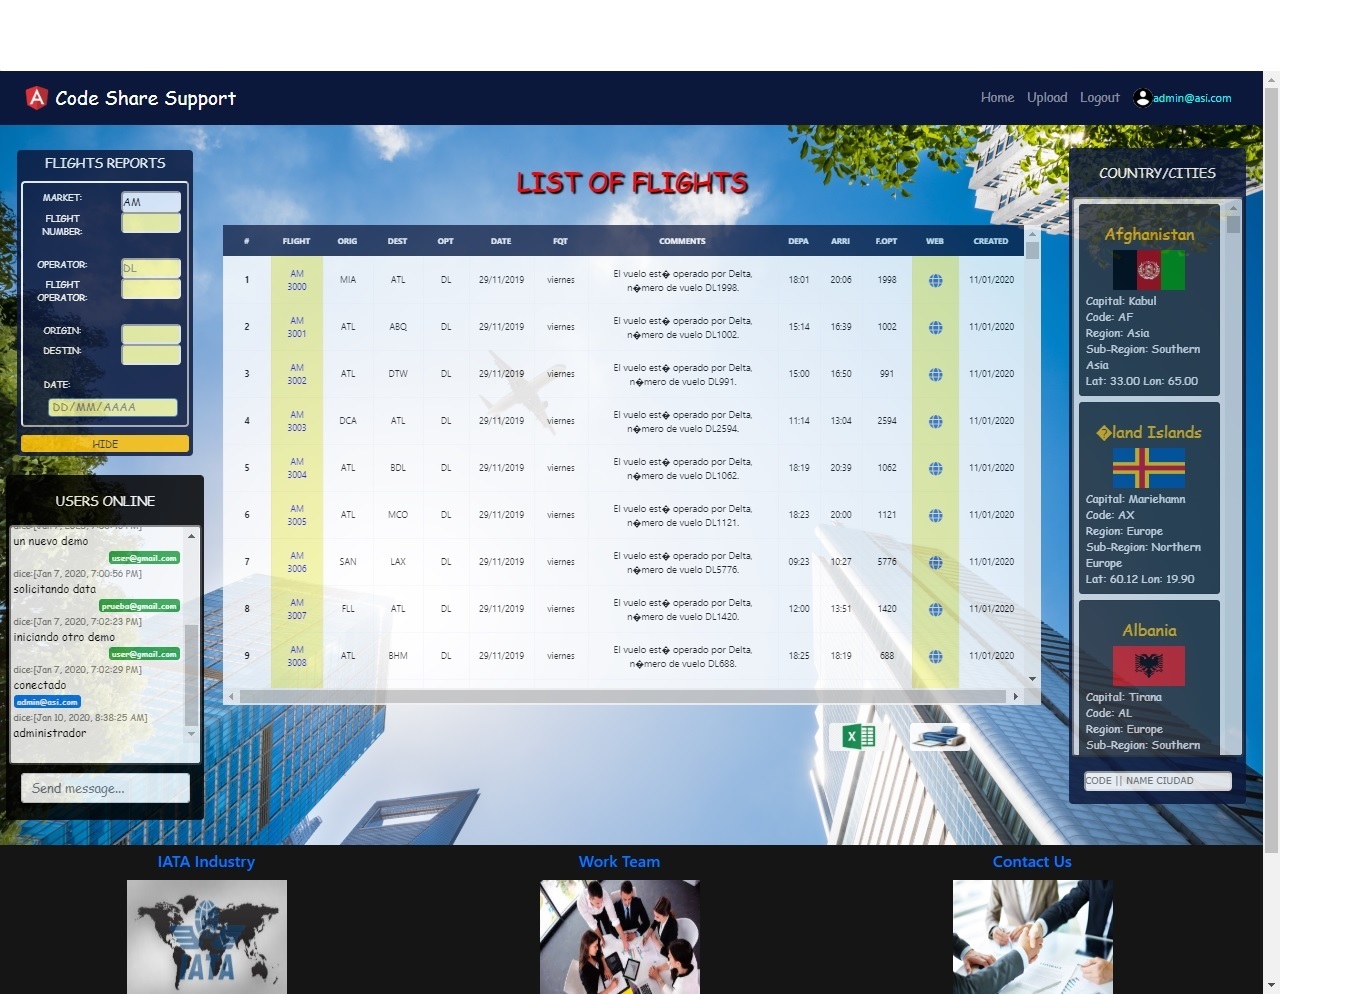 Code Share Support
Home Upload Logout admin@asi.com
FLIGHTS REPORTS
MARKET: AM
FLIGHT NUMBER:
OPERATOR: DL
FLIGHT OPERATOR:
ORIGIN:
DESTIN:
DATE:
DD/MM/AAAA
HIDE
USERS ONLINE
un nuevo demo
user@gmail.com
dice:[Jan 7, 2020, 7:00:56 PM]
solicitando data
prueba@gmail.com
dice:[Jan 7, 2020, 7:02:23 PM]
iniciando otro demo
user@gmail.com
dice:[Jan 7, 2020, 7:02:29 PM]
conectado
admin@asi.com
dice:[Jan 10, 2020, 8:38:25 AM]
administrador
Send message...
LIST OF FLIGHTS
# FLIGHT ORIG DEST OPT DATE FQT COMMENTS DEPA ARRI F.OPT WEB CREATED
1 AM 3000 MIA ATL DL 29/11/2019 viernes El vuelo est� operado por Delta, n�mero de vuelo DL1998. 18:01 20:06 1998 11/01/2020
2 AM 3001 ATL ABQ DL 29/11/2019 viernes El vuelo est� operado por Delta, n�mero de vuelo DL1002. 15:14 16:39 1002 11/01/2020
3 AM 3002 ATL DTW DL 29/11/2019 viernes El vuelo est� operado por Delta, n�mero de vuelo DL991. 15:00 16:50 991 11/01/2020
4 AM 3003 DCA ATL DL 29/11/2019 viernes El vuelo est� operado por Delta, n�mero de vuelo DL2594. 11:14 13:04 2594 11/01/2020
5 AM 3004 ATL BDL DL 29/11/2019 viernes El vuelo est� operado por Delta, n�mero de vuelo DL1062. 18:19 20:39 1062 11/01/2020
6 AM 3005 ATL MCO DL 29/11/2019 viernes El vuelo est� operado por Delta, n�mero de vuelo DL1121. 18:23 20:00 1121 11/01/2020
7 AM 3006 SAN LAX DL 29/11/2019 viernes El vuelo est� operado por Delta, n�mero de vuelo DL5776. 09:23 10:27 5776 11/01/2020
8 AM 3007 FLL ATL DL 29/11/2019 viernes El vuelo est� operado por Delta, n�mero de vuelo DL1420. 12:00 13:51 1420 11/01/2020
9 AM 3008 ATL BHM DL 29/11/2019 viernes El vuelo est� operado por Delta, n�mero de vuelo DL688. 18:25 18:19 688 11/01/2020
COUNTRY/CITIES
Afghanistan
Capital: Kabul
Code: AF
Region: Asia
Sub-Region: Southern
Asia
Lat: 33.00 Lon: 65.00
�land Islands
Capital: Mariehamn
Code: AX
Region: Europe
Sub-Region: Northern
Europe
Lat: 60.12 Lon: 19.90
Albania
Capital: Tirana
Code: AL
Region: Europe
Sub-Region: Southern
CODE || NAME CIUDAD
IATA Industry
Work Team
Contact Us
IATA